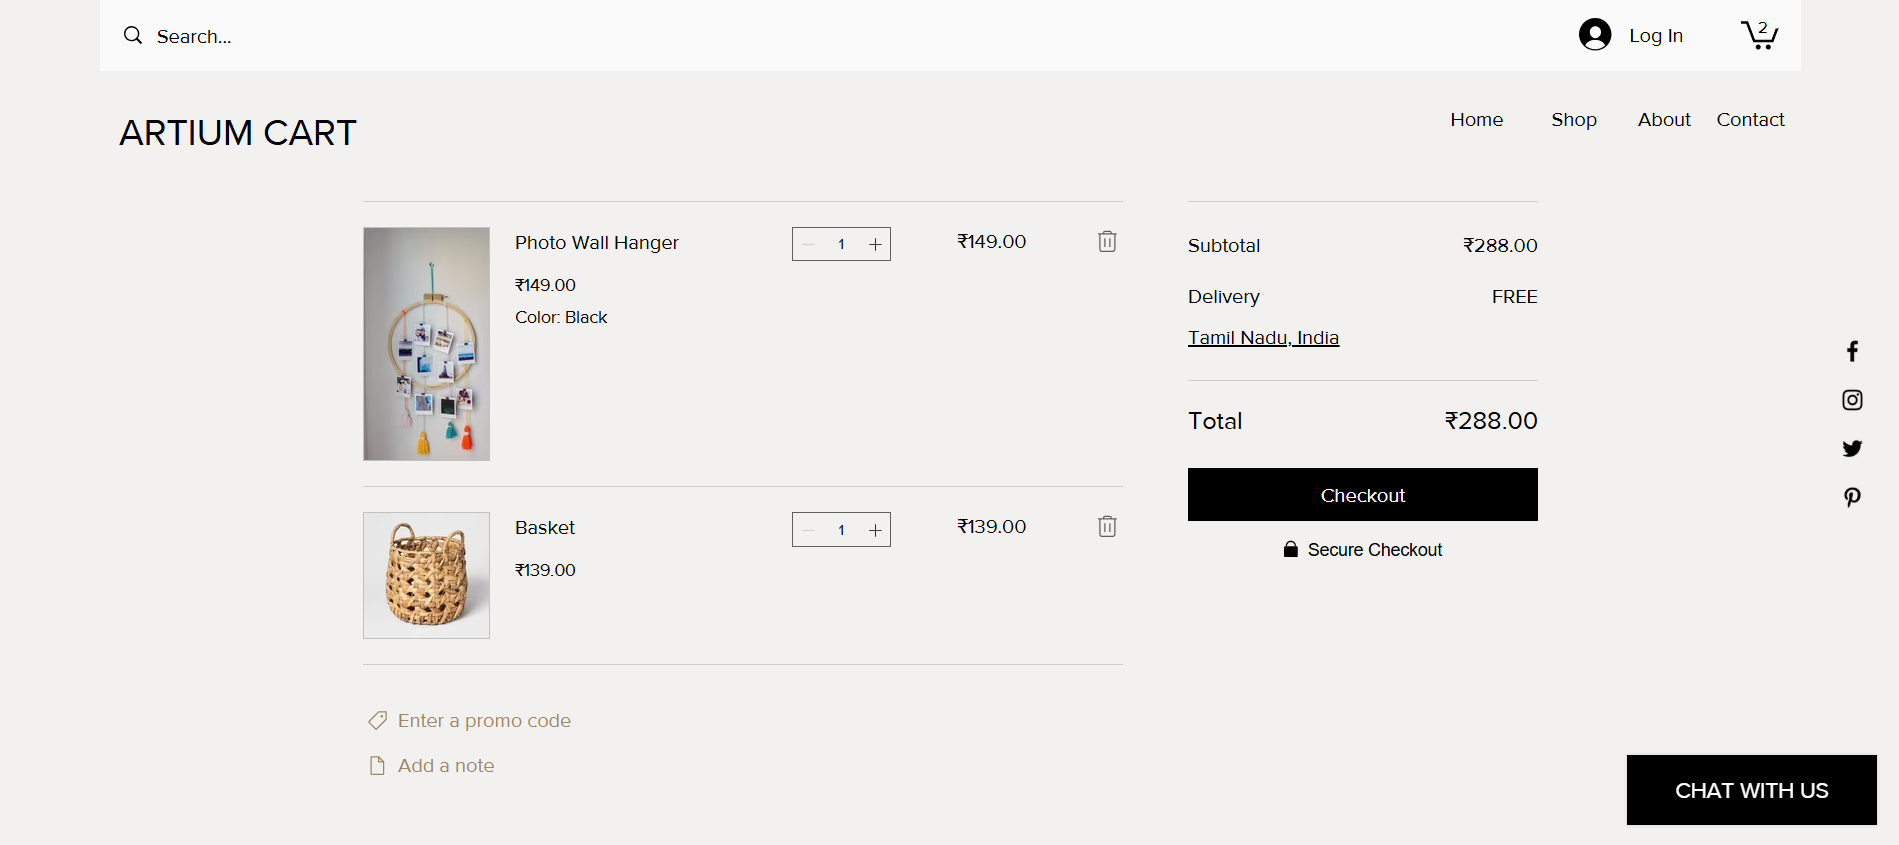 Search...
Log In
2
ARTIUM CART
Home Shop About Contact
Photo Wall Hanger
1
₹149.00
₹149.00
Color: Black
Basket
1
₹139.00
₹139.00
Enter a promo code
Add a note
Subtotal ₹288.00
Delivery FREE
Tamil Nadu, India
Total ₹288.00
Checkout
Secure Checkout
CHAT WITH US